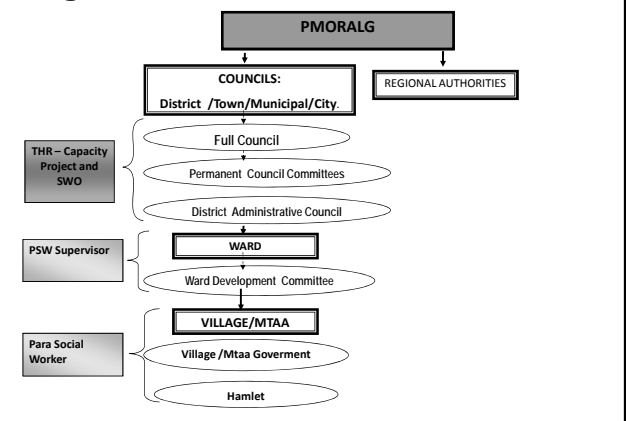 PMORALG
COUNCILS:
District /Town/Municipal/City.
REGIONAL AUTHORITIES
THR – Capacity
Project and
SWO
Full Council
Permanent Council Committees
District Administrative Council
PSW Supervisor
WARD
Ward Development Committee
VILLAGE/MTAA
Para Social
Worker
Village /Mtaa Goverment
Hamlet